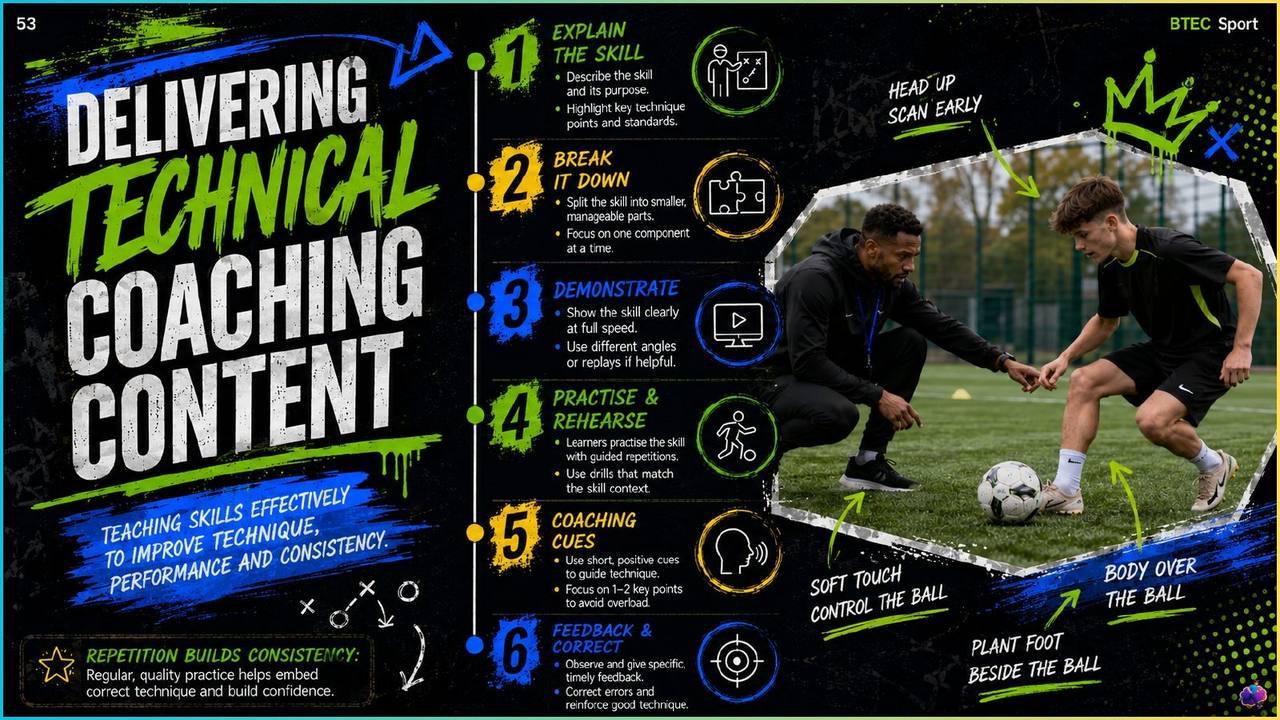 53
BTEC Sport
DELIVERING
TECHNICAL
COACHING
CONTENT
TEACHING SKILLS EFFECTIVELY
TO IMPROVE TECHNIQUE,
PERFORMANCE AND CONSISTENCY.
REPETITION BUILDS CONSISTENCY:
Regular, quality practice helps embed
correct technique and build confidence.
1
EXPLAIN
THE SKILL
• Describe the skill
and its purpose.
• Highlight key technique
points and standards.
2
BREAK
IT DOWN
• Split the skill into smaller,
manageable parts.
• Focus on one component
at a time.
3
DEMONSTRATE
• Show the skill clearly
at full speed.
• Use different angles
or replays if helpful.
4
PRACTISE &
REHEARSE
• Learners practise the skill
with guided repetitions.
• Use drills that match
the skill context.
5
COACHING
CUES
• Use short, positive cues
to guide technique.
• Focus on 1–2 key points
to avoid overload.
6
FEEDBACK &
CORRECT
• Observe and give specific,
timely feedback.
• Correct errors and
reinforce good technique.
HEAD UP
SCAN EARLY
SOFT TOUCH
CONTROL THE BALL
BODY OVER
THE BALL
PLANT FOOT
BESIDE THE BALL